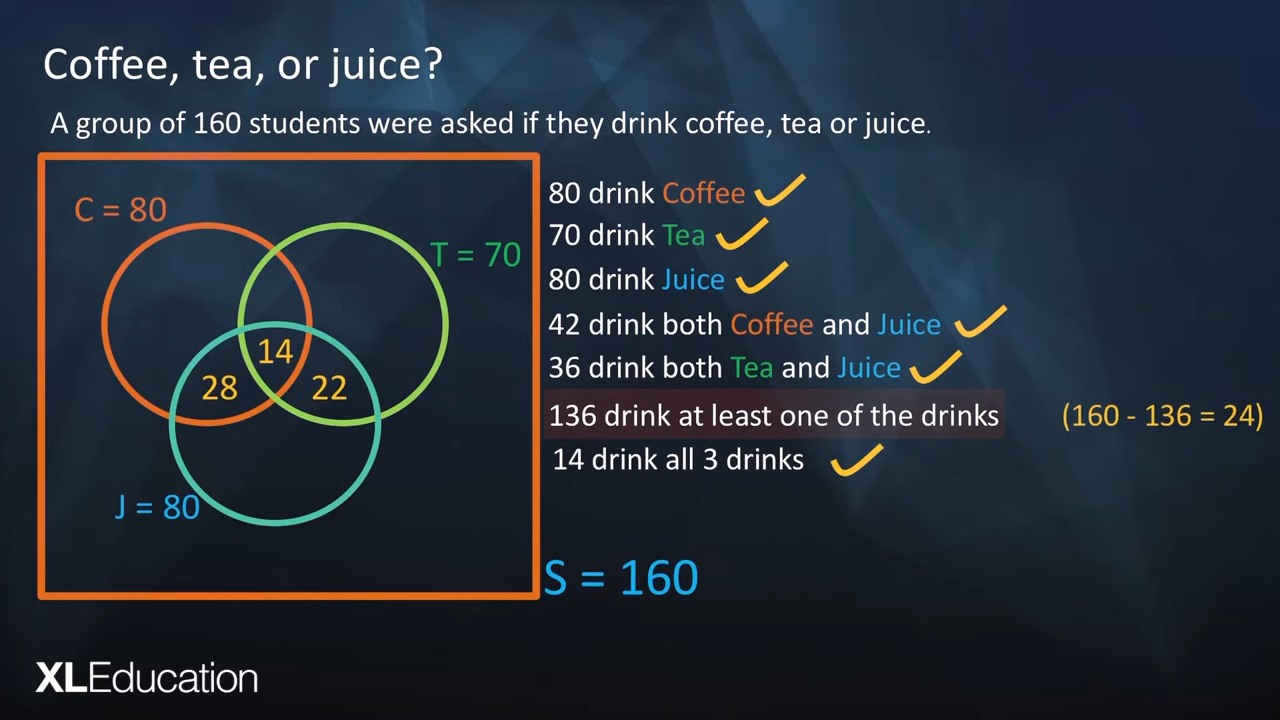 Coffee, tea, or juice?
A group of 160 students were asked if they drink coffee, tea or juice.
C = 80
T = 70
14
28
22
J = 80
80 drink Coffee
70 drink Tea
80 drink Juice
42 drink both Coffee and Juice
36 drink both Tea and Juice
136 drink at least one of the drinks (160 - 136 = 24)
14 drink all 3 drinks
S = 160
XLEducation